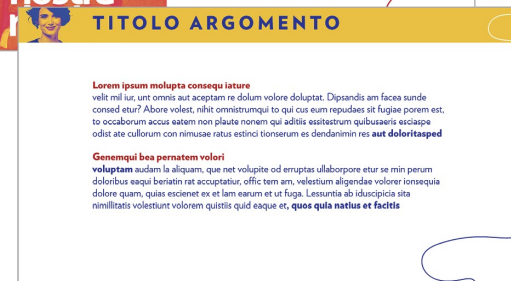 nostre
TITOLO ARGOMENTO
Lorem ipsum molupta consequ iature
velit mil iur, unt omnis aut aceptam re dolum volore doluptat. Dipsandis am facea sunde
consed etur? Abore volest, nihit omnistrumqui to qui cus eum repudaes sit fugiae porem est,
to occaborum accus eatem non plaute nonem qui aditiis essitestrum quibusaeris esciaspe
odist ate cullorum con nimusae ratus estinci tionserum es dendanimin res aut doloritasped
Genemqui bea pernatem volori
voluptam audam la aliquam, que net volupite od erruptas ullaborpore etur se min perum
doloribus eaqui beriatin rat accuptatiur, offic tem am, velestium aligendae volorer ionsequia
dolore quam, quias escienet ex et lam earum et ut fuga. Lessuntia ab iduscipicia sita
nimillitatis volestiunt volorem quistiis quid eaque et, quos quia natius et facitis